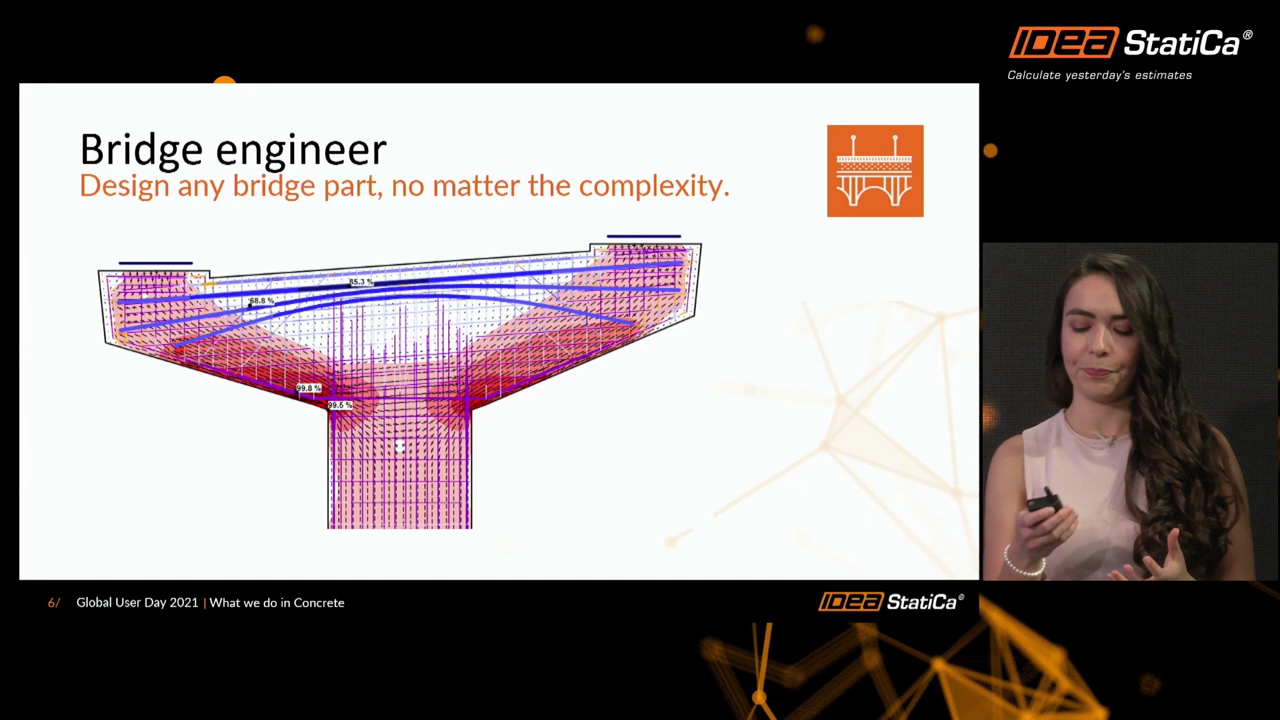 IDEA StatiCa®
Calculate yesterday's estimates
Bridge engineer
Design any bridge part, no matter the complexity.
85.3 %
68.8 %
99.8 %
99.5 %
6/ Global User Day 2021 | What we do in Concrete
IDEA StatiCa®